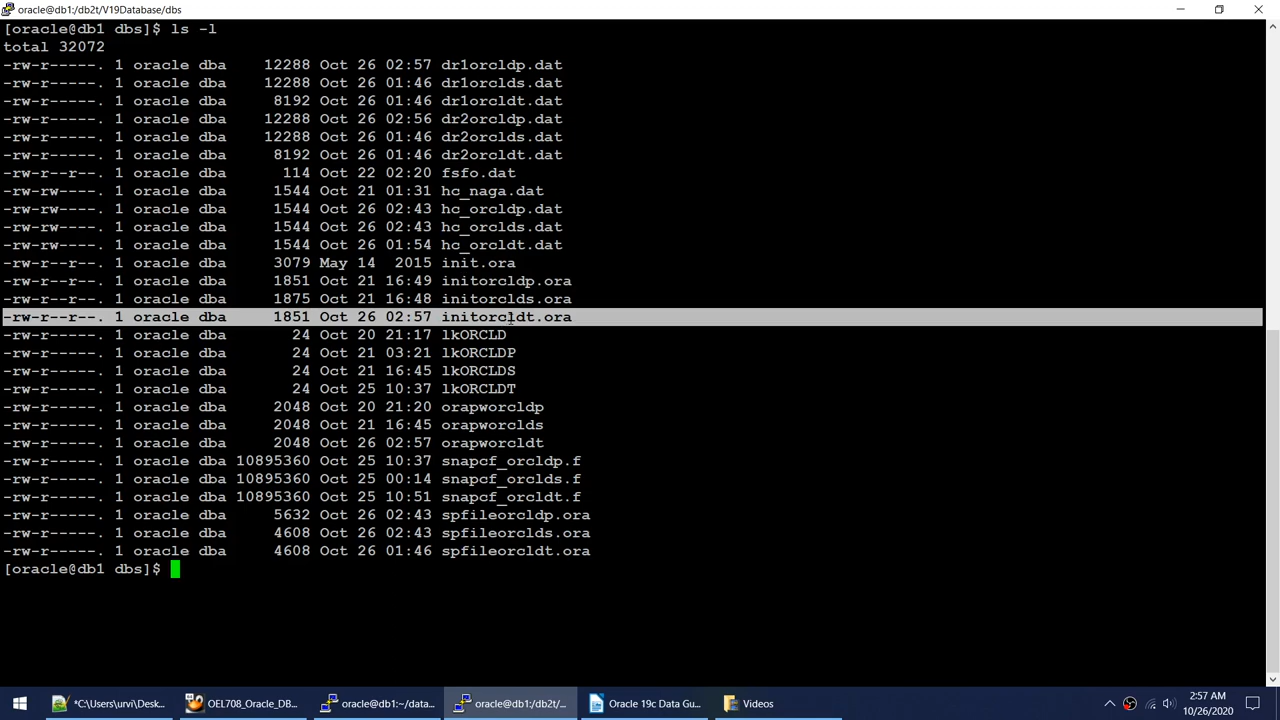 oracle@db1:/db2t/V19Database/dbs
[oracle@db1 dbs]$ ls -l
total 32072
-rw-r-----. 1 oracle dba    12288 Oct 26 02:57 dr1orcldp.dat
-rw-r-----. 1 oracle dba    12288 Oct 26 01:46 dr1orclds.dat
-rw-r-----. 1 oracle dba     8192 Oct 26 01:46 dr1orcldt.dat
-rw-r-----. 1 oracle dba    12288 Oct 26 02:56 dr2orcldp.dat
-rw-r-----. 1 oracle dba    12288 Oct 26 01:46 dr2orclds.dat
-rw-r-----. 1 oracle dba     8192 Oct 26 01:46 dr2orcldt.dat
-rw-r--r--. 1 oracle dba      114 Oct 22 02:20 fsfo.dat
-rw-rw----. 1 oracle dba     1544 Oct 21 01:31 hc_naga.dat
-rw-rw----. 1 oracle dba     1544 Oct 26 02:43 hc_orcldp.dat
-rw-rw----. 1 oracle dba     1544 Oct 26 02:43 hc_orclds.dat
-rw-rw----. 1 oracle dba     1544 Oct 26 01:54 hc_orcldt.dat
-rw-r--r--. 1 oracle dba     3079 May 14  2015 init.ora
-rw-r--r--. 1 oracle dba     1851 Oct 21 16:49 initorcldp.ora
-rw-r--r--. 1 oracle dba     1875 Oct 21 16:48 initorclds.ora
-rw-r--r--. 1 oracle dba     1851 Oct 26 02:57 initorcldt.ora
-rw-r-----. 1 oracle dba       24 Oct 20 21:17 lkORCLD
-rw-r-----. 1 oracle dba       24 Oct 21 03:21 lkORCLDP
-rw-r-----. 1 oracle dba       24 Oct 21 16:45 lkORCLDS
-rw-r-----. 1 oracle dba       24 Oct 25 10:37 lkORCLDT
-rw-r-----. 1 oracle dba     2048 Oct 20 21:20 orapworcldp
-rw-r-----. 1 oracle dba     2048 Oct 21 16:45 orapworclds
-rw-r-----. 1 oracle dba     2048 Oct 26 02:57 orapworcldt
-rw-r-----. 1 oracle dba 10895360 Oct 25 10:37 snapcf_orcldp.f
-rw-r-----. 1 oracle dba 10895360 Oct 25 00:14 snapcf_orclds.f
-rw-r-----. 1 oracle dba 10895360 Oct 25 10:51 snapcf_orcldt.f
-rw-r-----. 1 oracle dba     5632 Oct 26 02:43 spfileorcldp.ora
-rw-r-----. 1 oracle dba     4608 Oct 26 02:43 spfileorclds.ora
-rw-r-----. 1 oracle dba     4608 Oct 26 01:46 spfileorcldt.ora
[oracle@db1 dbs]$
*C:\Users\urvi\Desk... OEL708_Oracle_DB... oracle@db1:~/data... oracle@db1:/db2t/... Oracle 19c Data Gu... Videos
2:57 AM
10/26/2020